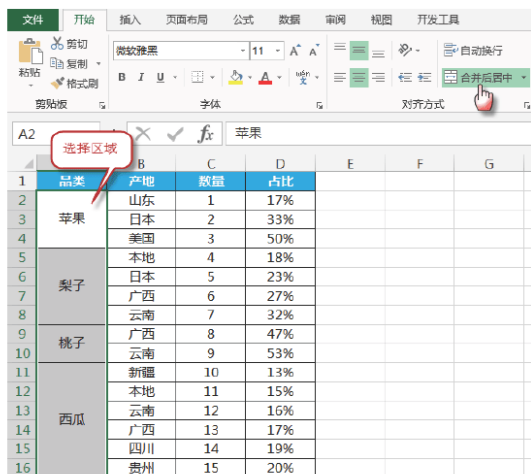 文件 开始 插入 页面布局 公式 数据 审阅 视图 开发工具
剪切
复制
格式刷
粘贴
剪贴板
微软雅黑 11 A A
B I U A wén 文
字体
自动换行
合并后居中
对齐方式
A2 fx 苹果
选择区域
B C D E F G
1 品类 产地 数量 占比
2 山东 1 17%
3 苹果 日本 2 33%
4 美国 3 50%
5 本地 4 18%
6 梨子 日本 5 23%
7 广西 6 27%
8 云南 7 32%
9 桃子 广西 8 47%
10 云南 9 53%
11 新疆 10 13%
12 本地 11 15%
13 西瓜 云南 12 16%
14 广西 13 17%
15 四川 14 19%
16 贵州 15 20%